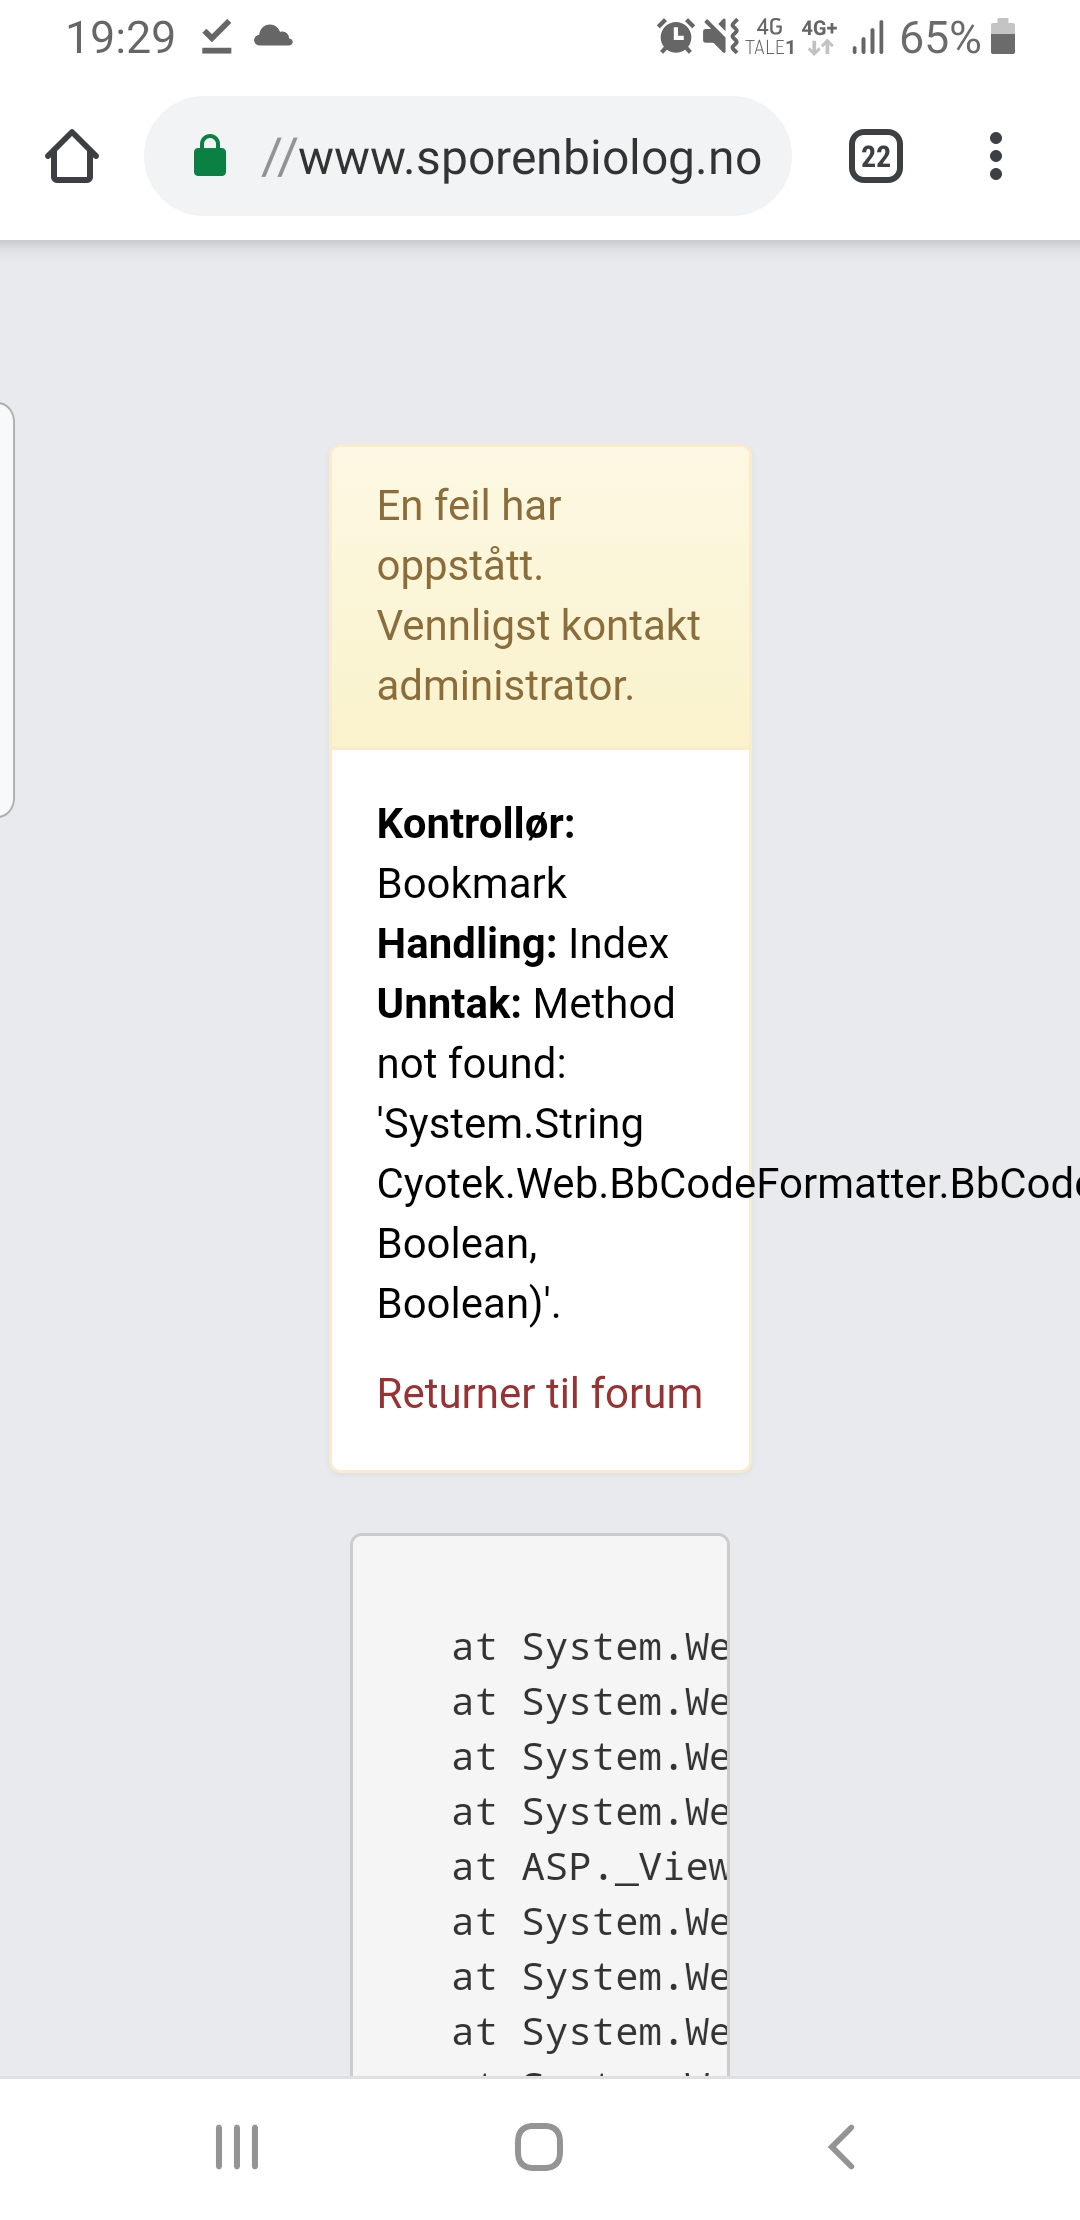 19:29
4G
TALE1
4G+
65%
//www.sporenbiolog.no
22
En feil har
oppstått.
Vennligst kontakt
administrator.
Kontrollør:
Bookmark
Handling: Index
Unntak: Method
not found:
'System.String
Cyotek.Web.BbCodeFormatter.BbCode
Boolean,
Boolean)'.
Returner til forum
at System.We
at System.We
at System.We
at System.We
at ASP._View
at System.We
at System.We
at System.We